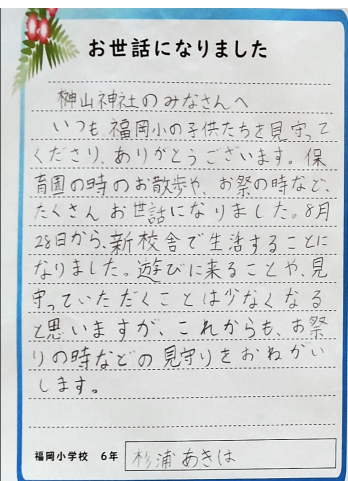 お世話になりました
榊山神社のみなさんへ
いつも、福岡小の子供たちを見守って
くださり、ありがとうございます。保
育園の時のお散歩や、お祭の時など、
たくさんお世話になりました。8月
28日から、新校舎で生活することに
なりました。遊びに来ることや、見
守っていただくことは少なくなる
と思いますが、これからも、お祭
りの時などの見守りをおねがい
します。
福岡小学校 6年 杉浦あきは